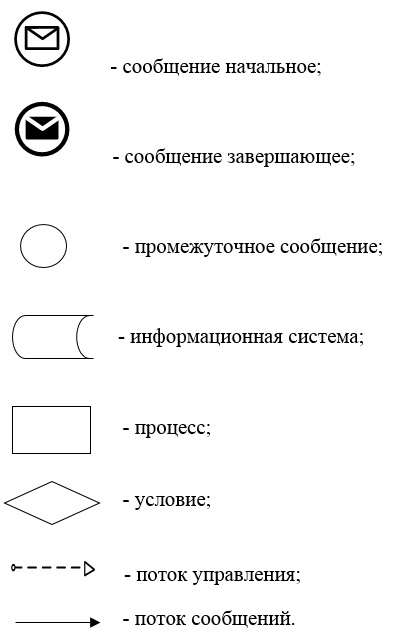 - сообщение начальное;
- сообщение завершающее;
- промежуточное сообщение;
- информационная система;
- процесс;
- условие;
- поток управления;
- поток сообщений.